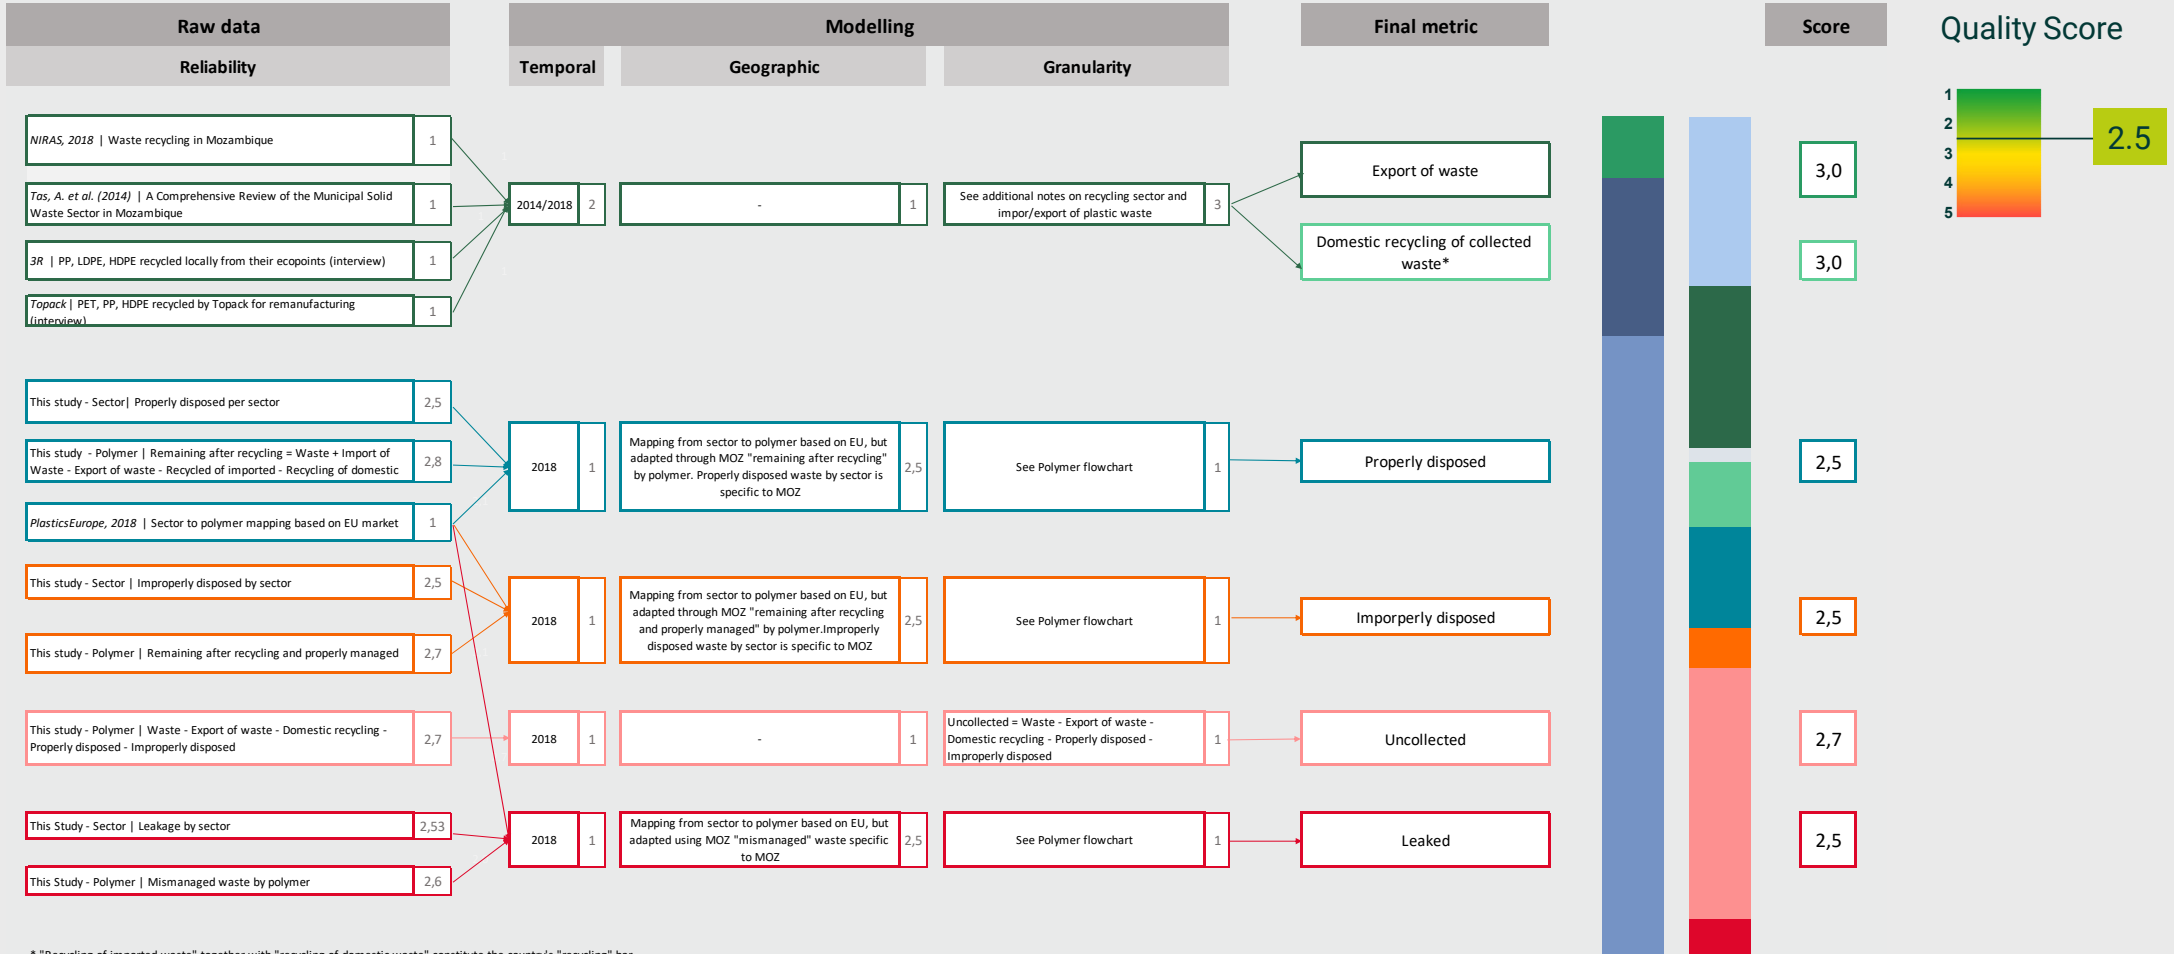 Raw data
Modelling
Final metric
Score
Quality Score
Reliability
Temporal
Geographic
Granularity
1
2
3
4
5
2.5
NIRAS, 2018 | Waste recycling in Mozambique
1
Tas, A. et al. (2014) | A Comprehensive Review of the Municipal Solid
Waste Sector in Mozambique
1
3R | PP, LDPE, HDPE recycled locally from their ecopoints (interview)
1
Topack | PET, PP, HDPE recycled by Topack for remanufacturing
(interview)
1
2014/2018
2
-
1
See additional notes on recycling sector and
impor/export of plastic waste
3
Export of waste
3,0
Domestic recycling of collected
waste*
3,0
This study - Sector| Properly disposed per sector
2,5
This study - Polymer | Remaining after recycling = Waste + Import of
Waste - Export of waste - Recycled of imported - Recycling of domestic
2,8
PlasticsEurope, 2018 | Sector to polymer mapping based on EU market
1
2018
1
Mapping from sector to polymer based on EU, but
adapted through MOZ "remaining after recycling"
by polymer. Properly disposed waste by sector is
specific to MOZ
2,5
See Polymer flowchart
1
Properly disposed
2,5
This study - Sector | Improperly disposed by sector
2,5
This study - Polymer | Remaining after recycling and properly managed
2,7
2018
1
Mapping from sector to polymer based on EU, but
adapted through MOZ "remaining after recycling
and properly managed" by polymer.Improperly
disposed waste by sector is specific to MOZ
2,5
See Polymer flowchart
1
Imporperly disposed
2,5
This study - Polymer | Waste - Export of waste - Domestic recycling -
Properly disposed - Improperly disposed
2,7
2018
1
-
1
Uncollected = Waste - Export of waste -
Domestic recycling - Properly disposed -
Improperly disposed
1
Uncollected
2,7
This Study - Sector | Leakage by sector
2,53
This Study - Polymer | Mismanaged waste by polymer
2,6
2018
1
Mapping from sector to polymer based on EU, but
adapted using MOZ "mismanaged" waste specific
to MOZ
2,5
See Polymer flowchart
1
Leaked
2,5
* "Recycling of imported waste" together with "recycling of domestic waste" constitute the country's "recycling" bar